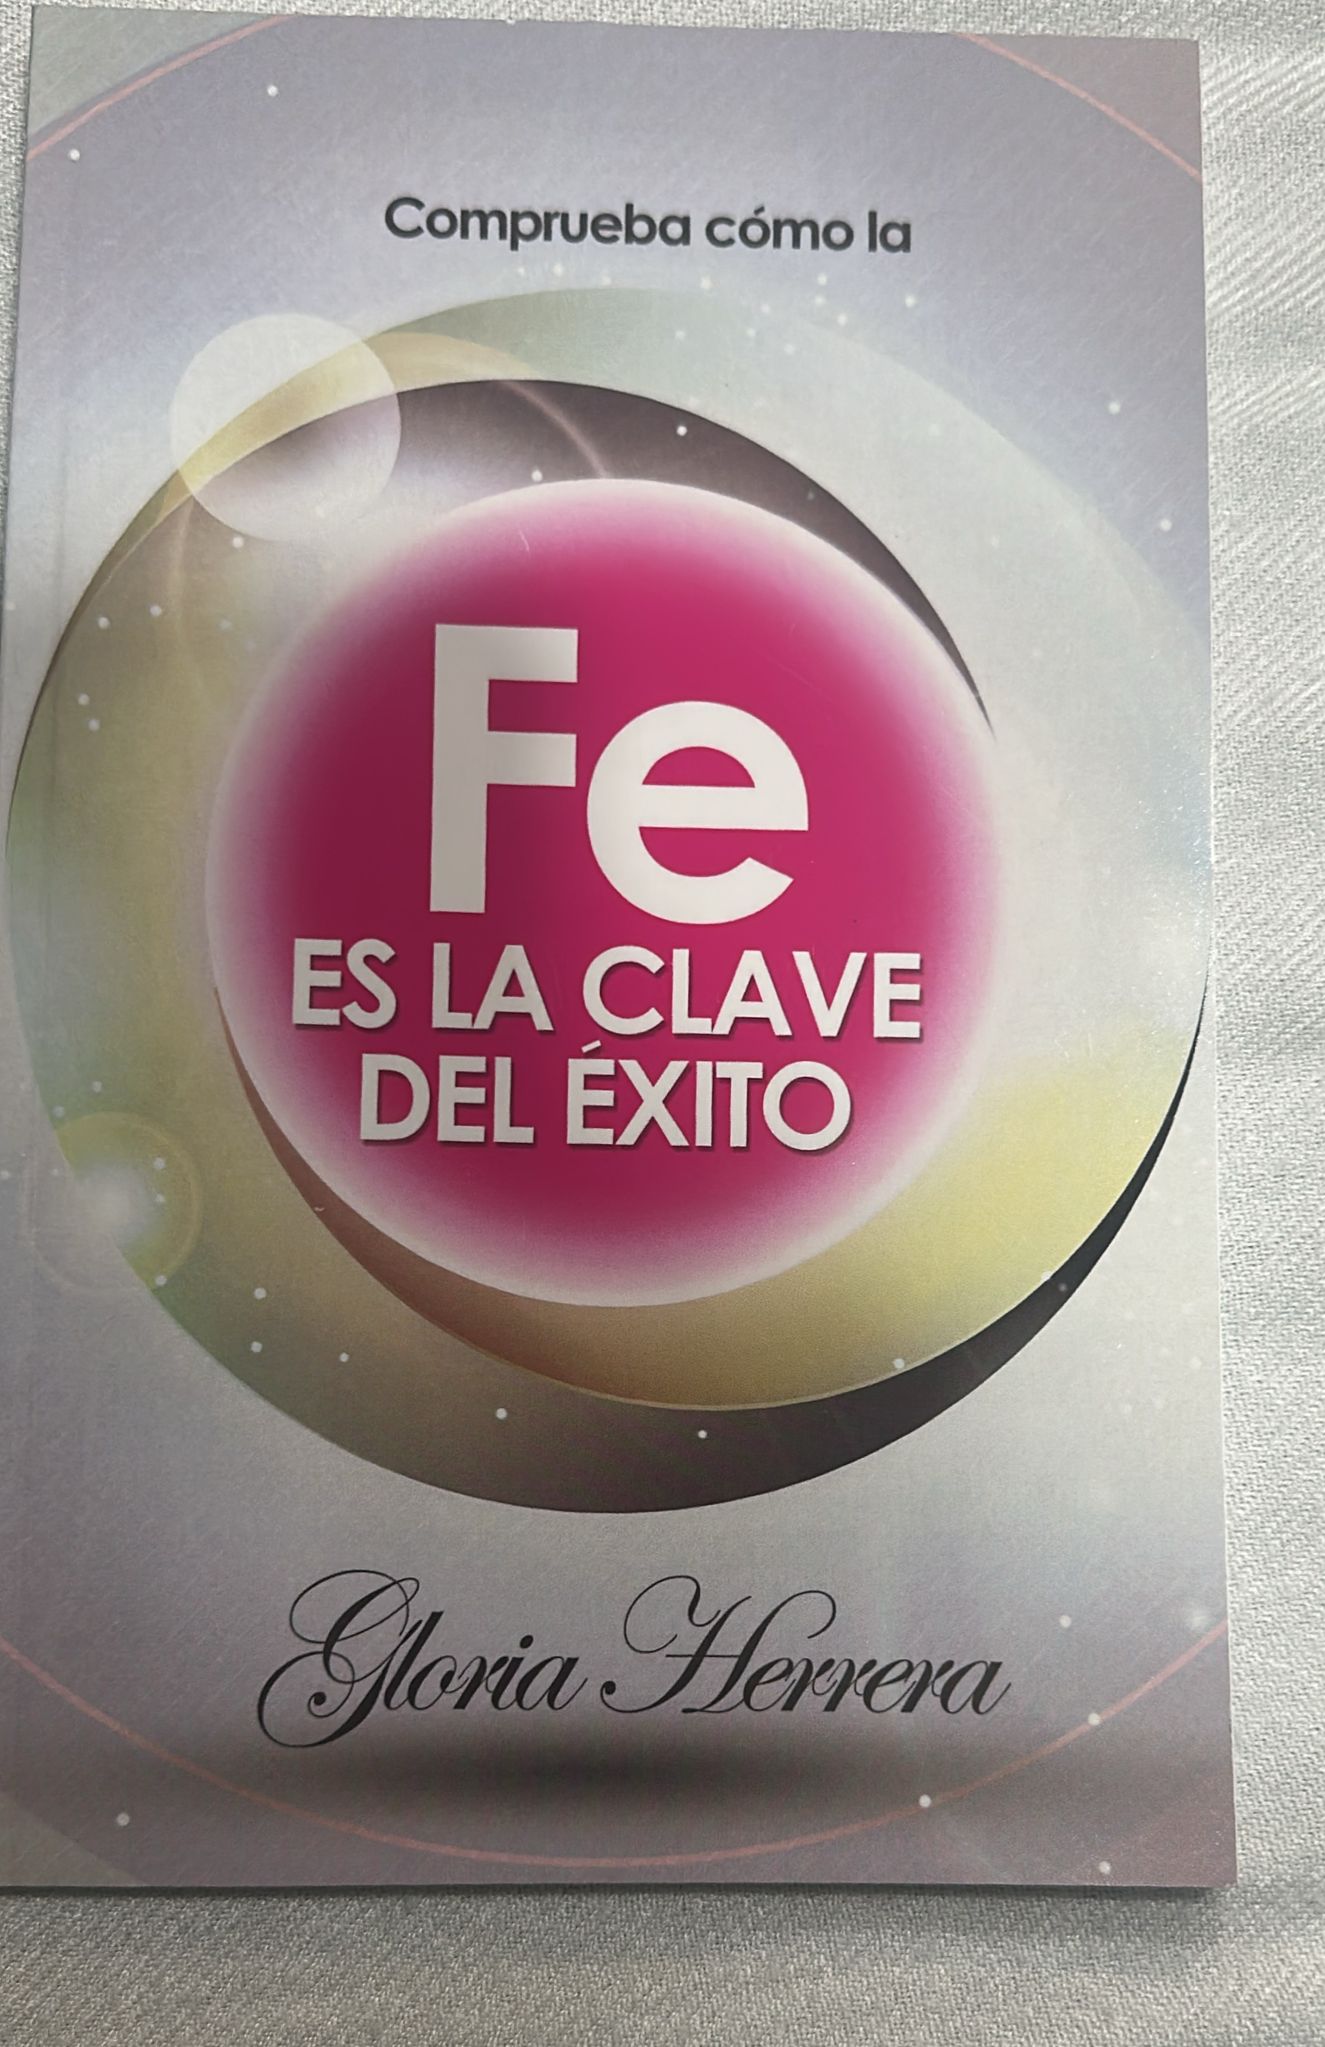 Comprueba cómo la
Fe
ES LA CLAVE
DEL ÉXITO
Gloria Herrera